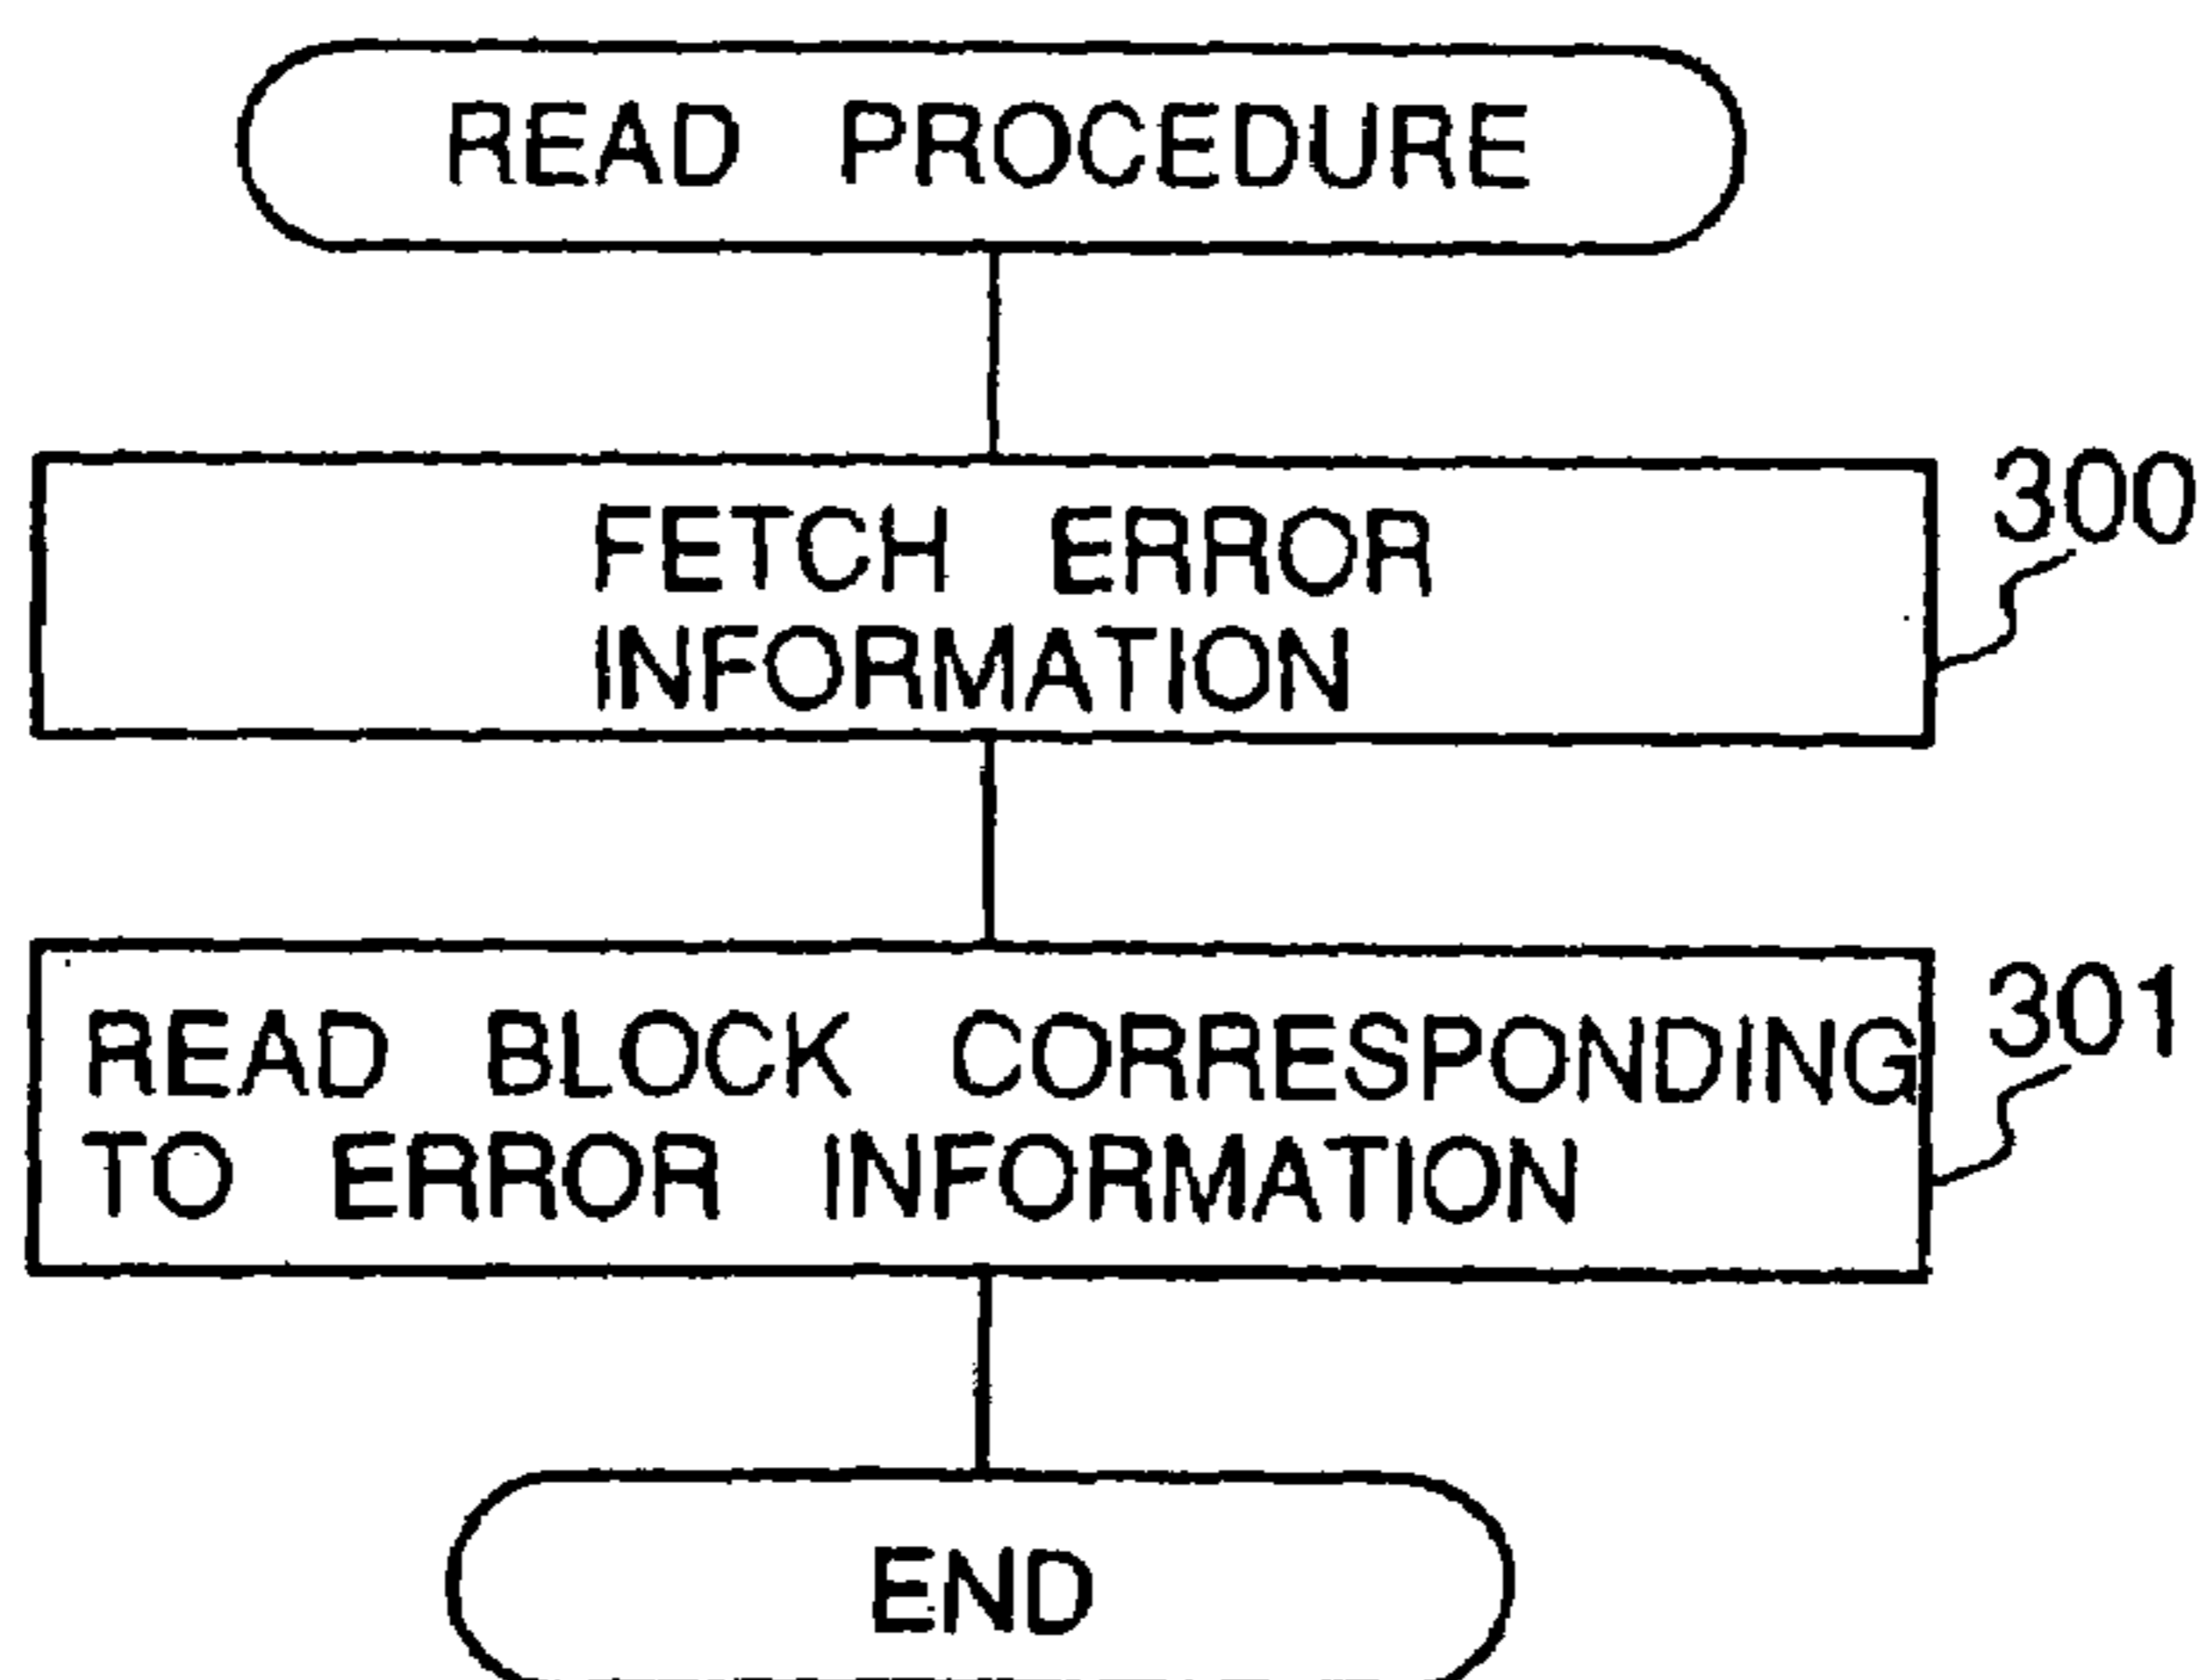 READ PROCEDURE
FETCH ERROR
INFORMATION
300
READ BLOCK CORRESPONDING
TO ERROR INFORMATION
301
END